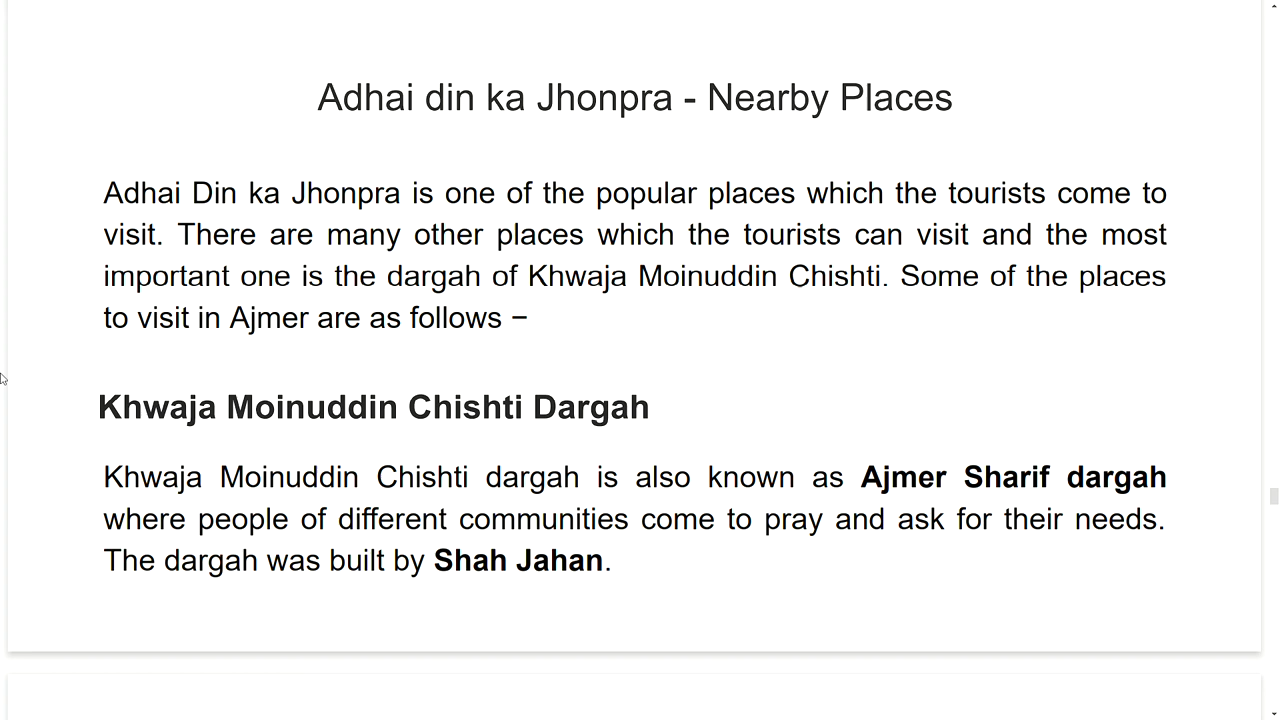 Adhai din ka Jhonpra - Nearby Places
Adhai Din ka Jhonpra is one of the popular places which the tourists come to
visit. There are many other places which the tourists can visit and the most
important one is the dargah of Khwaja Moinuddin Chishti. Some of the places
to visit in Ajmer are as follows −
Khwaja Moinuddin Chishti Dargah
Khwaja Moinuddin Chishti dargah is also known as Ajmer Sharif dargah
where people of different communities come to pray and ask for their needs.
The dargah was built by Shah Jahan.